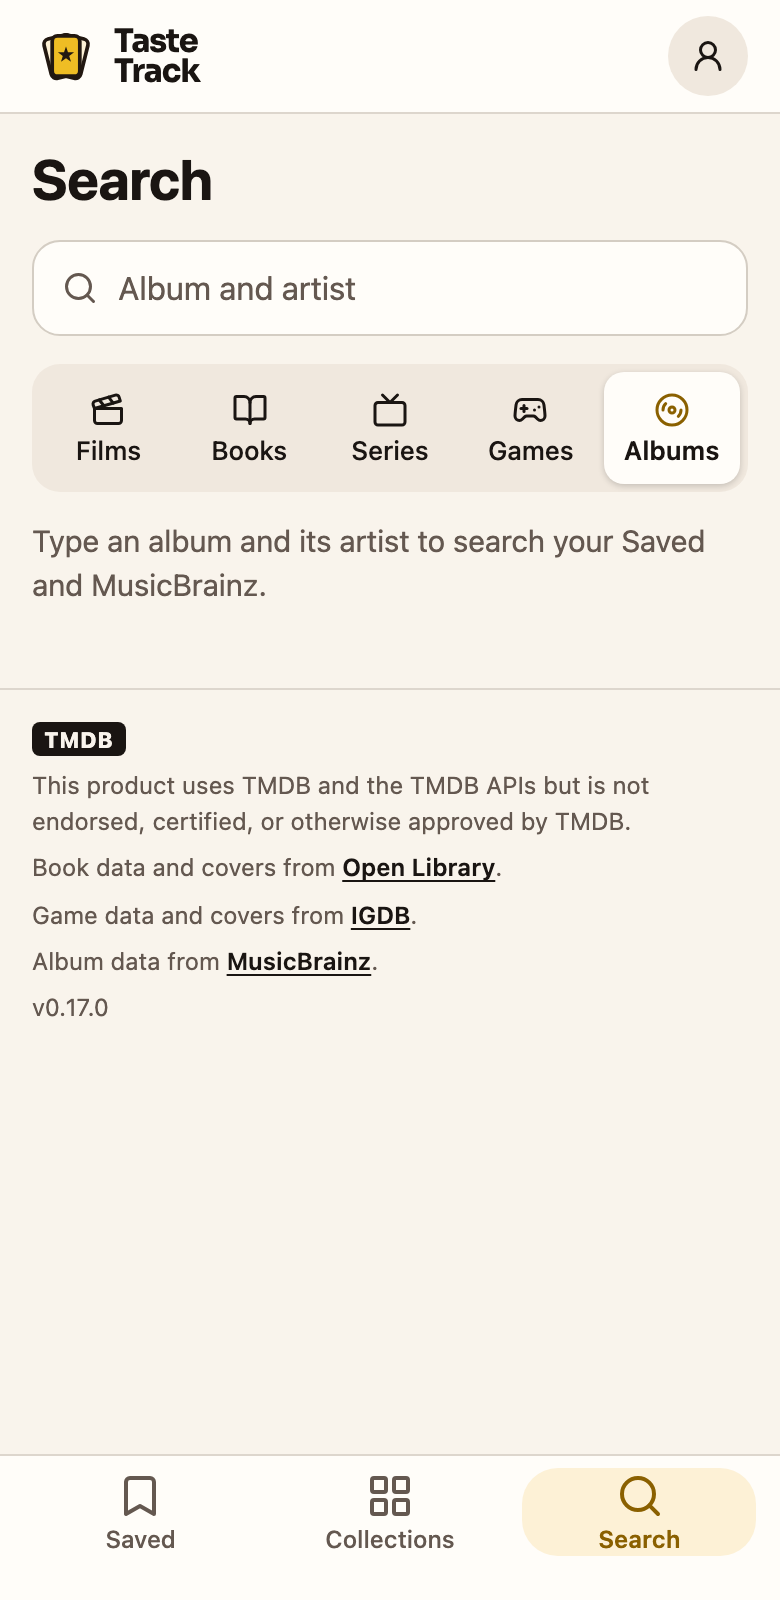 Taste
Track
Search
Album and artist
Films
Books
Series
Games
Albums
Type an album and its artist to search your Saved
and MusicBrainz.
TMDB
This product uses TMDB and the TMDB APIs but is not
endorsed, certified, or otherwise approved by TMDB.
Book data and covers from Open Library.
Game data and covers from IGDB.
Album data from MusicBrainz.
v0.17.0
Saved
Collections
Search